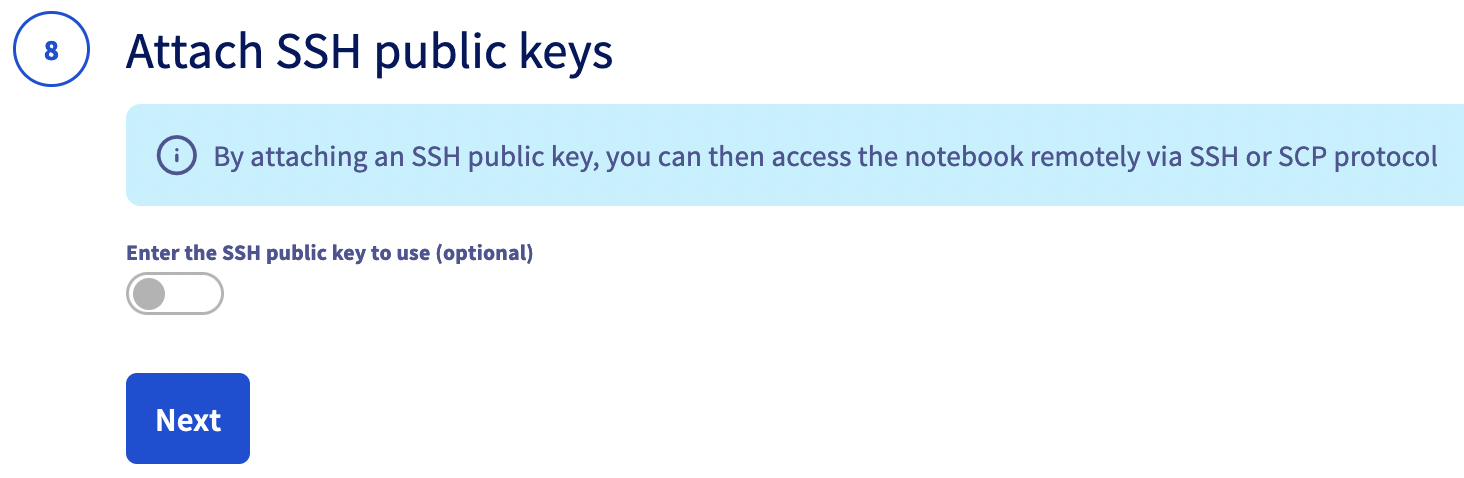 8
Attach SSH public keys
By attaching an SSH public key, you can then access the notebook remotely via SSH or SCP protocol
Enter the SSH public key to use (optional)
Next